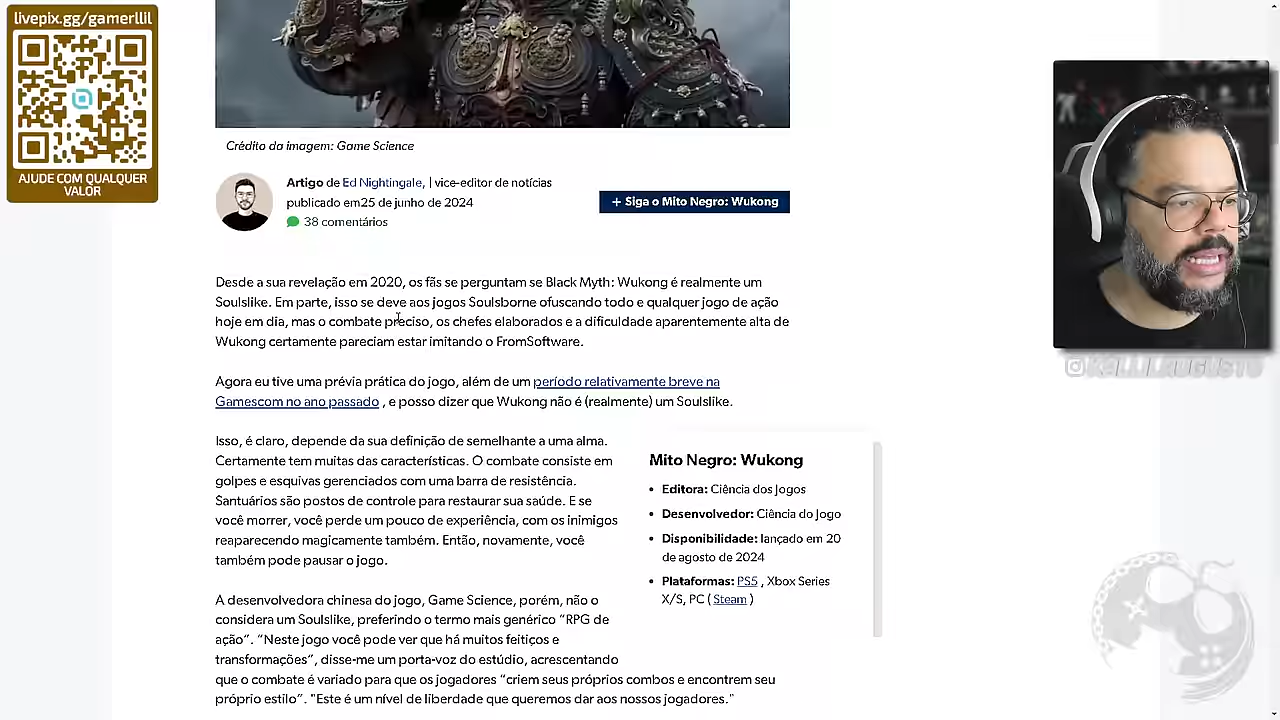 livepix.gg/gamerllil
AJUDE COM QUALQUER
VALOR
Crédito da imagem: Game Science
Artigo de Ed Nightingale, | vice-editor de notícias
publicado em25 de junho de 2024
38 comentários
+ Siga o Mito Negro: Wukong
Desde a sua revelação em 2020, os fãs se perguntam se Black Myth: Wukong é realmente um
Soulslike. Em parte, isso se deve aos jogos Soulsborne ofuscando todo e qualquer jogo de ação
hoje em dia, mas o combate preciso, os chefes elaborados e a dificuldade aparentemente alta de
Wukong certamente pareciam estar imitando o FromSoftware.
Agora eu tive uma prévia prática do jogo, além de um período relativamente breve na
Gamescom no ano passado , e posso dizer que Wukong não é (realmente) um Soulslike.
Isso, é claro, depende da sua definição de semelhante a uma alma.
Certamente tem muitas das características. O combate consiste em
golpes e esquivas gerenciados com uma barra de resistência.
Santuários são postos de controle para restaurar sua saúde. E se
você morrer, você perde um pouco de experiência, com os inimigos
reaparecendo magicamente também. Então, novamente, você
também pode pausar o jogo.
Mito Negro: Wukong
• Editora: Ciência dos Jogos
• Desenvolvedor: Ciência do Jogo
• Disponibilidade: lançado em 20
de agosto de 2024
• Plataformas: PS5 , Xbox Series
X/S, PC ( Steam )
A desenvolvedora chinesa do jogo, Game Science, porém, não o
considera um Soulslike, preferindo o termo mais genérico “RPG de
ação”. “Neste jogo você pode ver que há muitos feitiços e
transformações”, disse-me um porta-voz do estúdio, acrescentando
que o combate é variado para que os jogadores “criem seus próprios combos e encontrem seu
próprio estilo”. "Este é um nível de liberdade que queremos dar aos nossos jogadores."